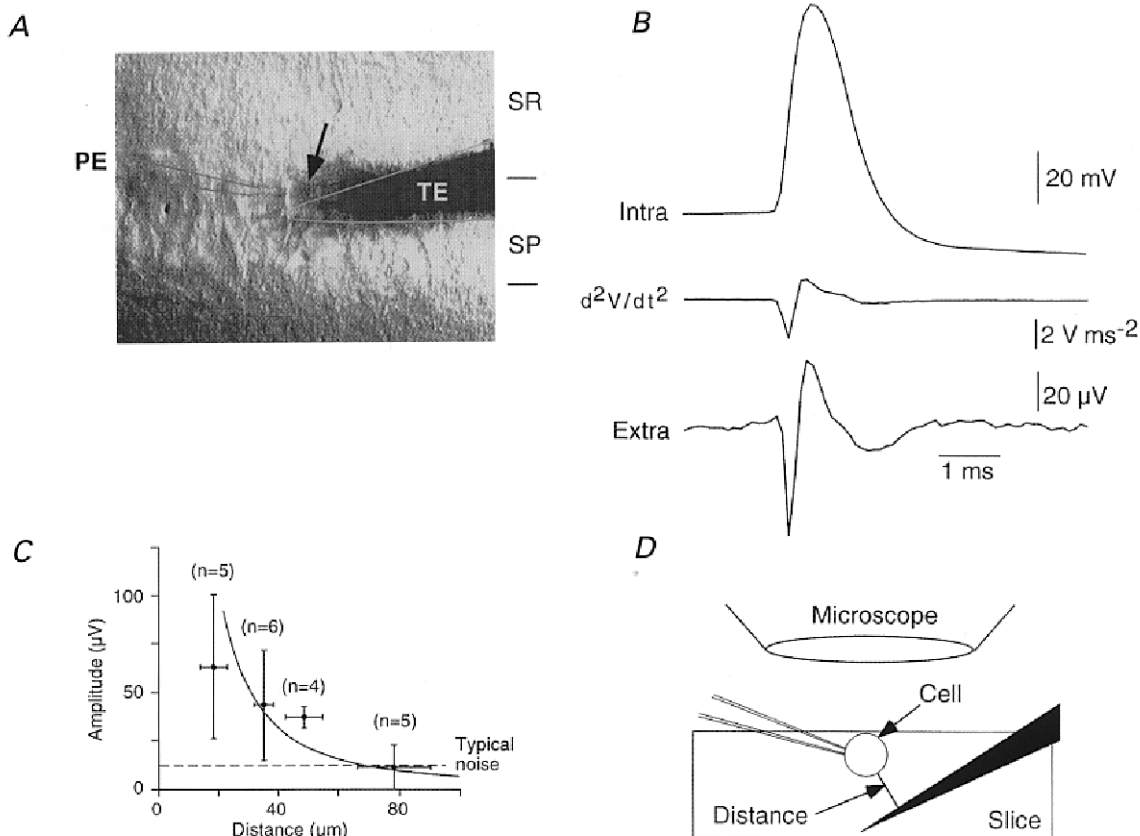 A
PE
TE
SR
SP
B
Intra
20 mV
d²V/dt²
2 V ms⁻²
20 µV
Extra
1 ms
C
Amplitude (µV)
100
50
0
(n=5)
(n=6)
(n=4)
(n=5)
Typical
noise
0
40
80
Distance (µm)
D
Microscope
Cell
Distance
Slice